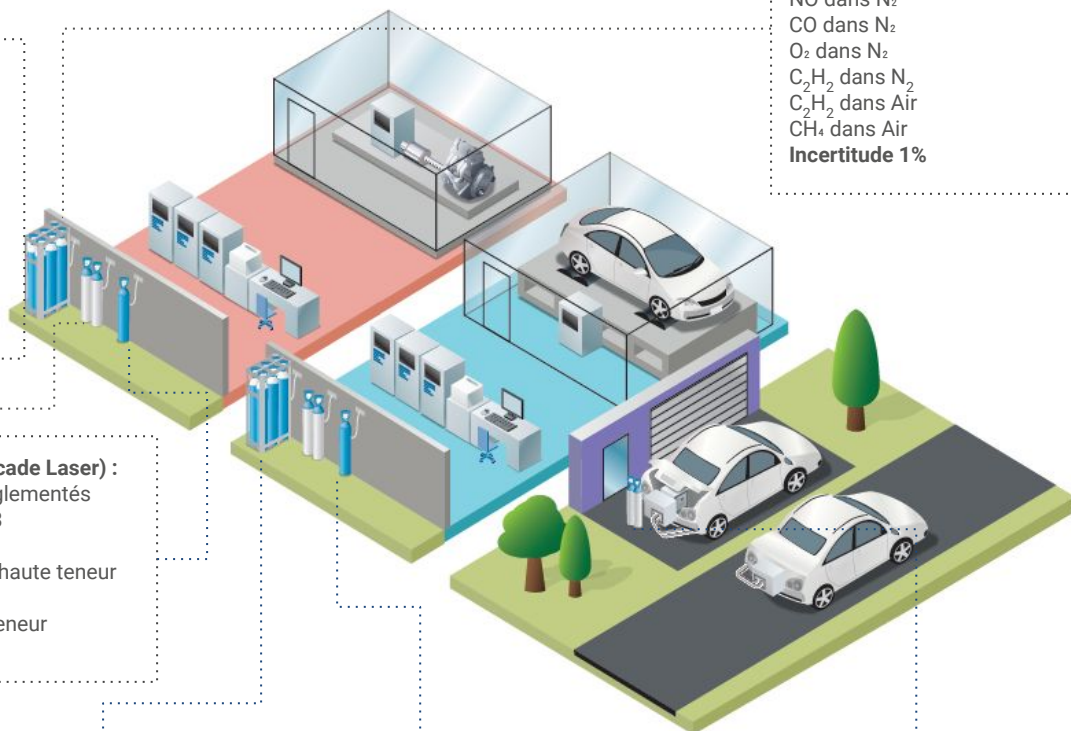 NO dans N₂
CO dans N₂
O₂ dans N₂
C₂H₂ dans N₂
C₂H₂ dans Air
CH₄ dans Air
Incertitude 1%
cade Laser) :
glementés
haute teneur
eneur